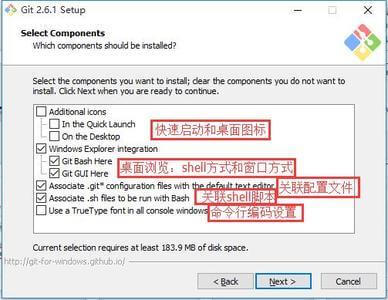 Git 2.6.1 Setup
Select Components
Which components should be installed?
Select the components you want to install; clear the components you do not want to
install. Click Next when you are ready to continue.
Additional icons
In the Quick Launch
On the Desktop
快速启动和桌面图标
Windows Explorer integration
Git Bash Here
Git GUI Here
桌面浏览：shell方式和窗口方式
Associate .git* configuration files with the default text editor
关联配置文件
Associate .sh files to be run with Bash
关联shell脚本
Use a TrueType font in all console windows
命令行编码设置
Current selection requires at least 183.9 MB of disk space.
http://git-for-windows.github.io/
< Back
Next >
Cancel